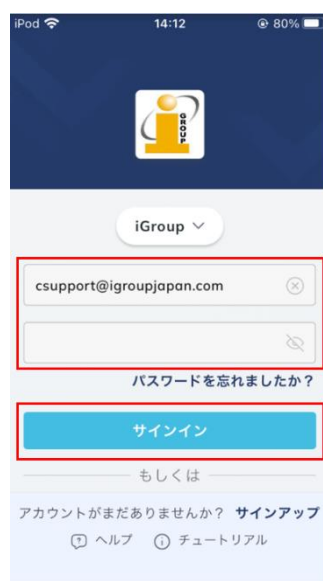 iPod 14:12 80%
i GROUP
iGroup
csupport@igroupjapan.com
パスワードを忘れましたか？
サインイン
もしくは
アカウントがまだありませんか？ サインアップ
ヘルプ チュートリアル